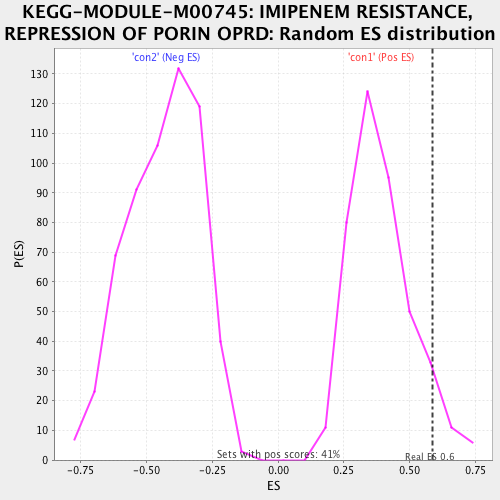 KEGG-MODULE-M00745: IMIPENEM RESISTANCE,
REPRESSION OF PORIN OPRD: Random ES distribution
'con2' (Neg ES) 'con1' (Pos ES)
130
120
110
100
90
80
70
60
50
40
30
20
10
0
P(ES)
Sets with pos scores: 41%
Real ES 0.6
-0.75 -0.50 -0.25 0.00 0.25 0.50 0.75
ES